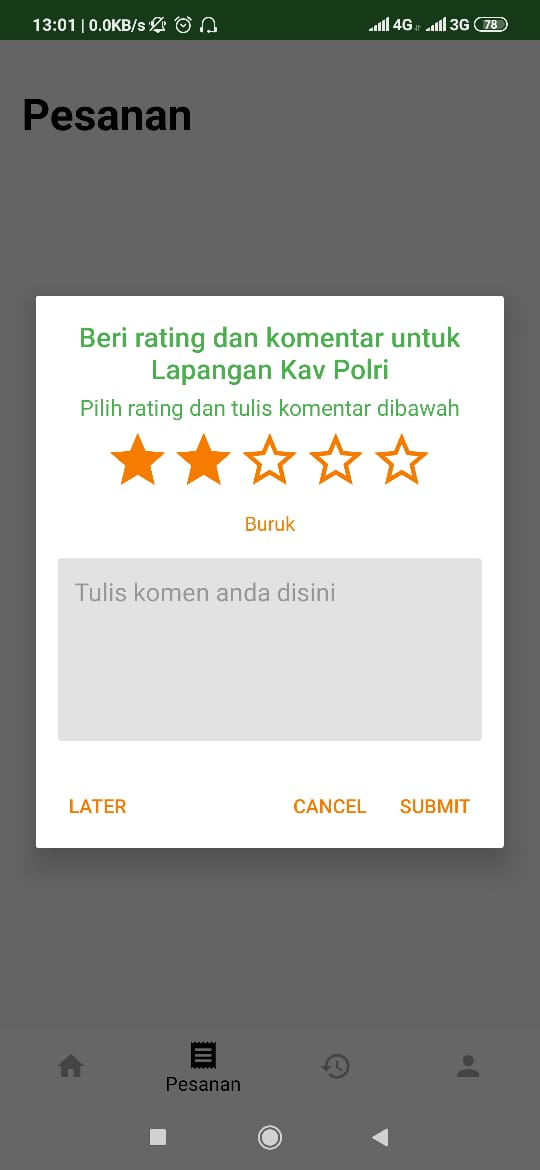 13:01 | 0.0KB/s 4G 3G 78
Pesanan
Beri rating dan komentar untuk
Lapangan Kav Polri
Pilih rating dan tulis komentar dibawah
Buruk
Tulis komen anda disini
LATER CANCEL SUBMIT
Pesanan